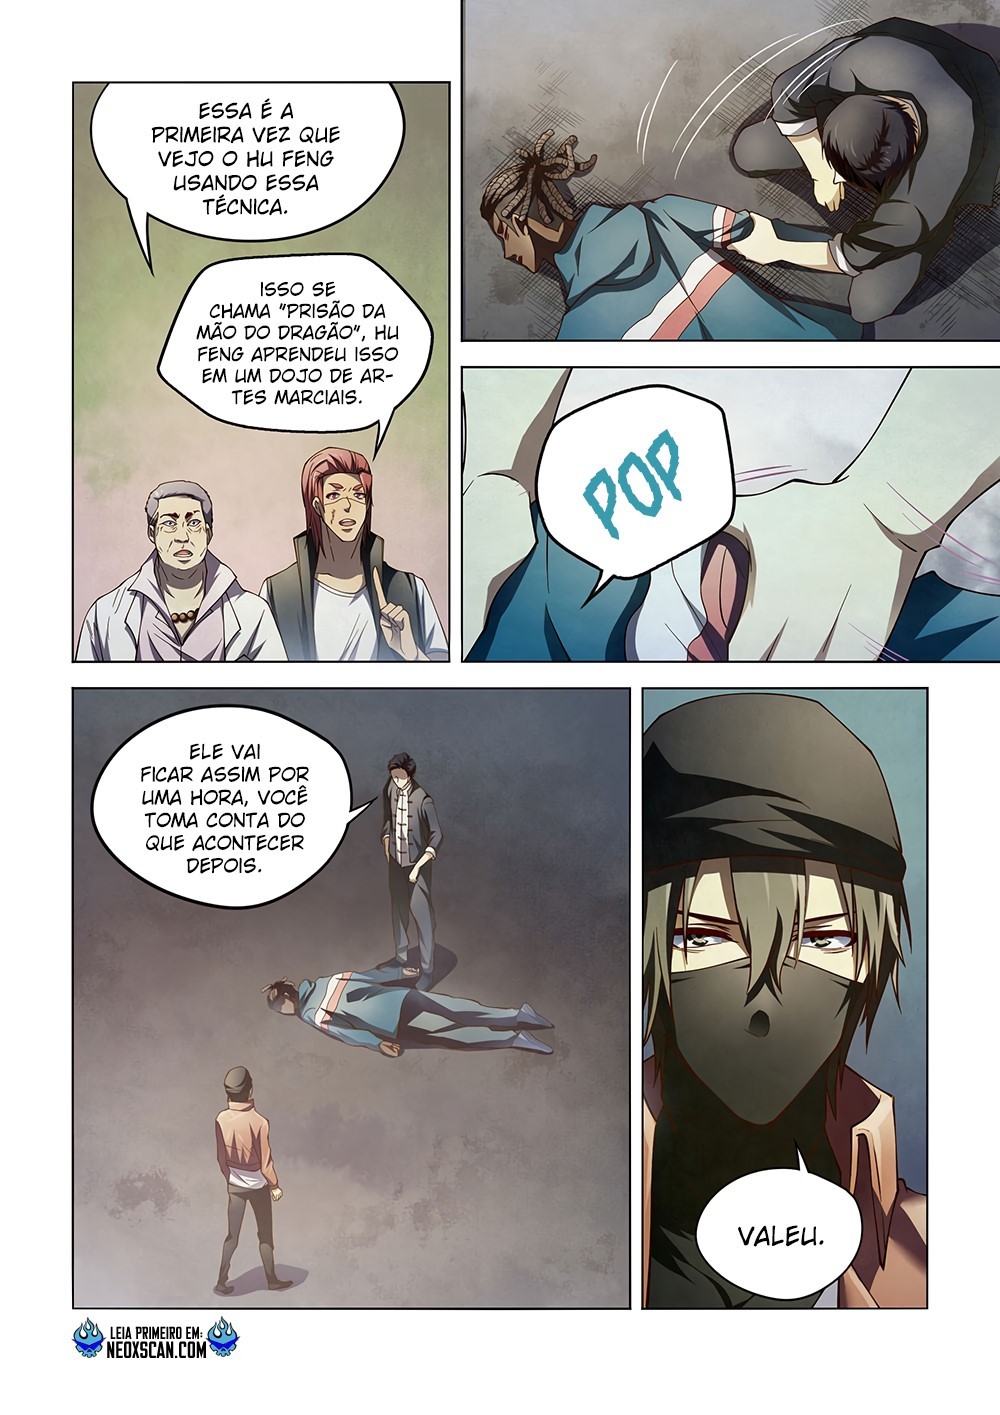 ESSA É A
PRIMEIRA VEZ QUE
VEJO O HU FENG
USANDO ESSA
TÉCNICA.
ISSO SE
CHAMA "PRISÃO DA
MÃO DO DRAGÃO", HU
FENG APRENDEU ISSO
EM UM DOJO DE AR-
TES MARCIAIS.
POP
ELE VAI
FICAR ASSIM POR
UMA HORA, VOCÊ
TOMA CONTA DO
QUE ACONTECER
DEPOIS.
VALEU.
LEIA PRIMEIRO EM:
NEOXSCAN.COM